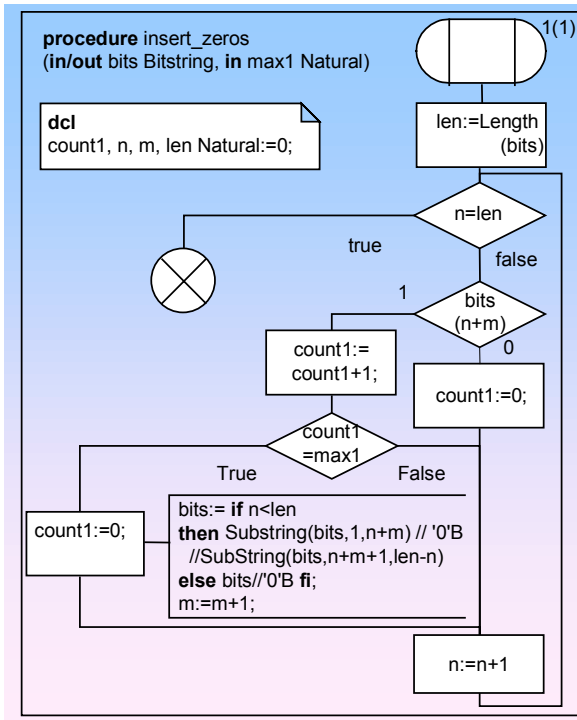 procedure insert_zeros
(in/out bits Bitstring, in max1 Natural)
1(1)
dcl
count1, n, m, len Natural:=0;
len:=Length
(bits)
n=len
true
false
bits
(n+m)
1
0
count1:=
count1+1;
count1:=0;
count1
=max1
True
False
count1:=0;
bits:= if n<len
then Substring(bits,1,n+m) // '0'B
//SubString(bits,n+m+1,len-n)
else bits//'0'B fi;
m:=m+1;
n:=n+1